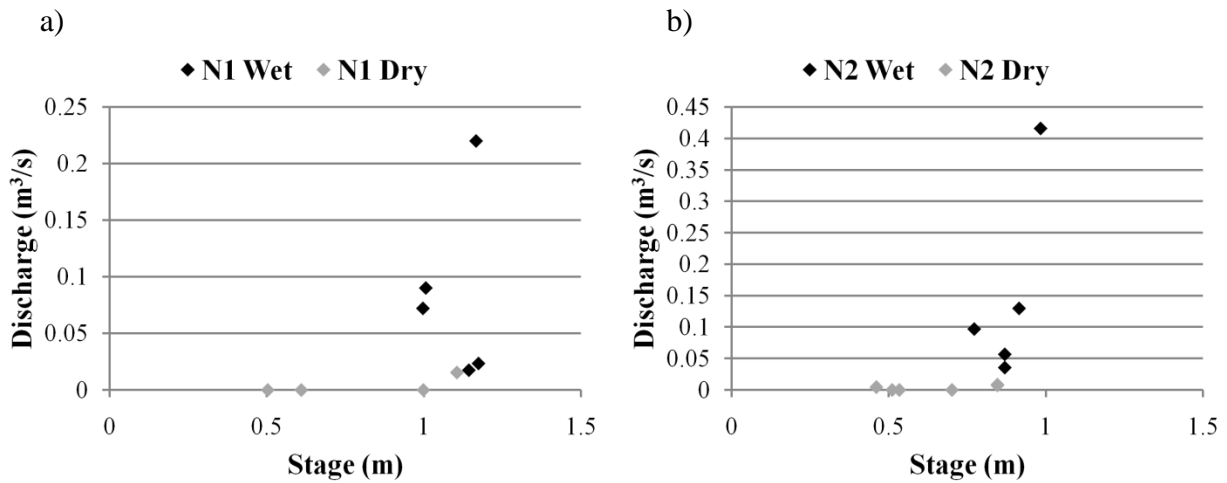 a)
◆ N1 Wet ◆ N1 Dry
Discharge (m³/s)
0.25
0.2
0.15
0.1
0.05
0
0 0.5 1 1.5
Stage (m)
b)
◆ N2 Wet ◆ N2 Dry
Discharge (m³/s)
0.45
0.4
0.35
0.3
0.25
0.2
0.15
0.1
0.05
0
0 0.5 1 1.5
Stage (m)